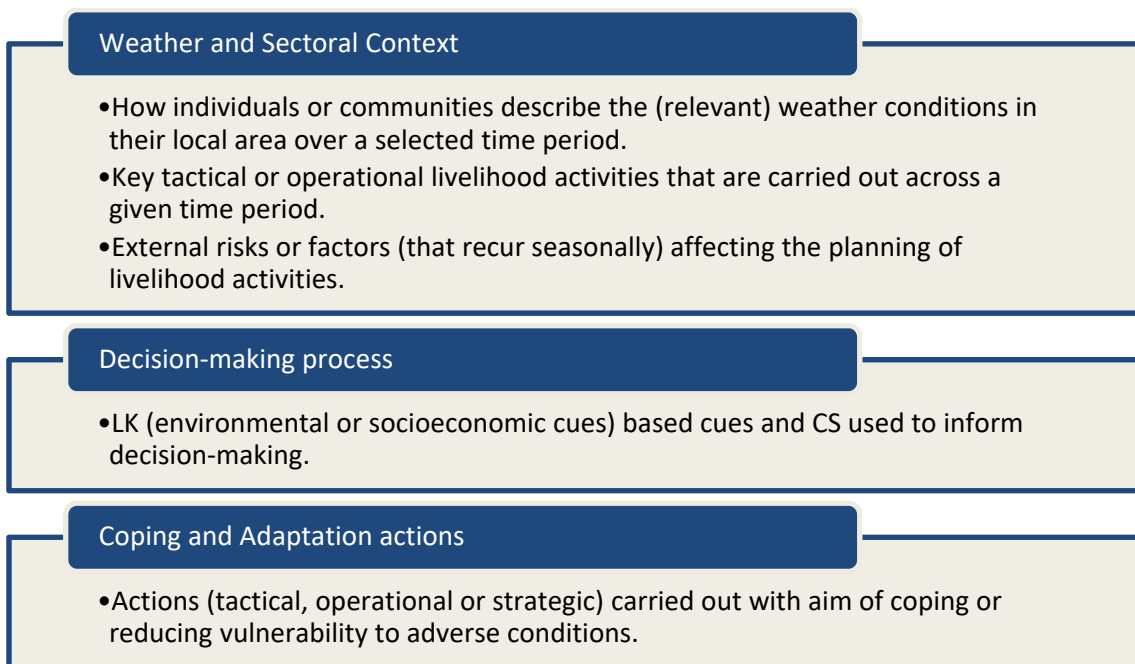 Weather and Sectoral Context
•How individuals or communities describe the (relevant) weather conditions in
their local area over a selected time period.
•Key tactical or operational livelihood activities that are carried out across a
given time period.
•External risks or factors (that recur seasonally) affecting the planning of
livelihood activities.
Decision-making process
•LK (environmental or socioeconomic cues) based cues and CS used to inform
decision-making.
Coping and Adaptation actions
•Actions (tactical, operational or strategic) carried out with aim of coping or
reducing vulnerability to adverse conditions.